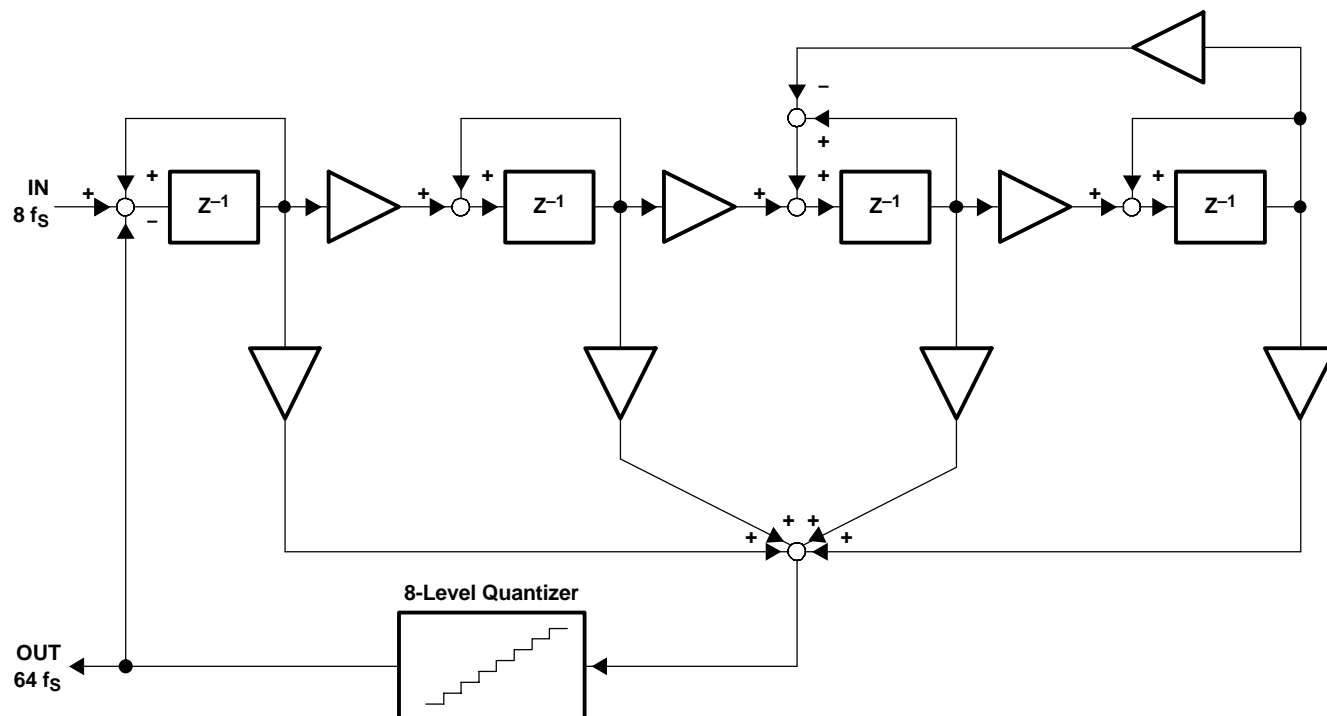 −
+
+
+
+
+
+
+
+
IN
+
8 fS
−
Z–1
Z–1
Z–1
Z–1
+
+
+
+
8-Level Quantizer
OUT
64 fS